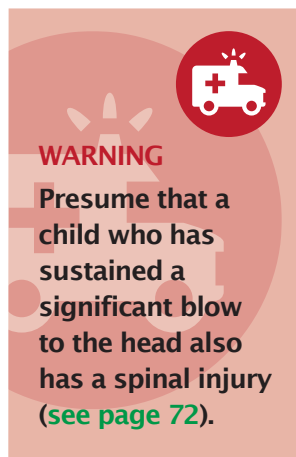 WARNING
Presume that a
child who has
sustained a
significant blow
to the head also
has a spinal injury
(see page 72).